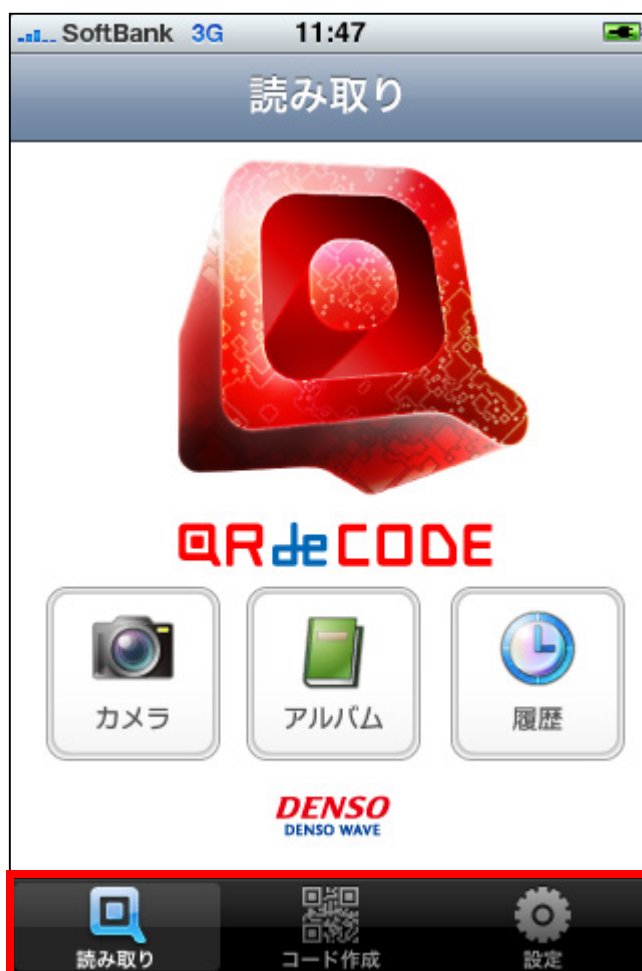 SoftBank 3G 11:47
読み取り
QRdeCODE
カメラ アルバム 履歴
DENSO
DENSO WAVE
読み取り コード作成 設定